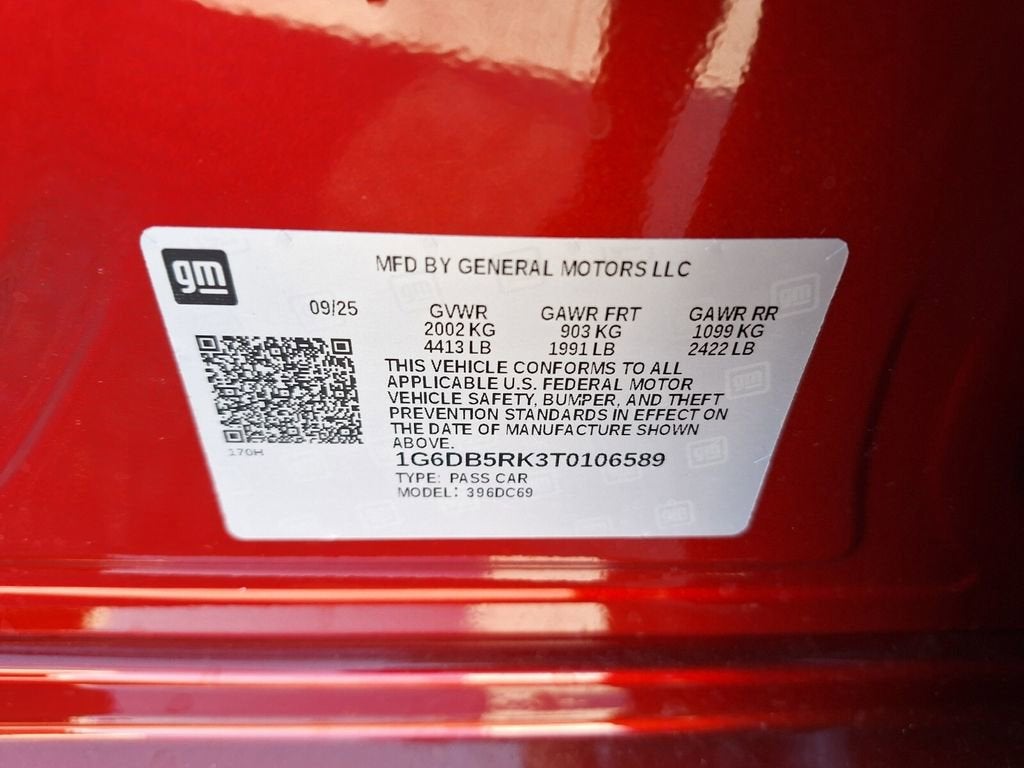 gm
MFD BY GENERAL MOTORS LLC
09/25
GVWR GAWR FRT GAWR RR
2002 KG 903 KG 1099 KG
4413 LB 1991 LB 2422 LB
THIS VEHICLE CONFORMS TO ALL
APPLICABLE U.S. FEDERAL MOTOR
VEHICLE SAFETY, BUMPER, AND THEFT
PREVENTION STANDARDS IN EFFECT ON
THE DATE OF MANUFACTURE SHOWN
ABOVE.
170H
1G6DB5RK3T0106589
TYPE: PASS CAR
MODEL: 396DC69